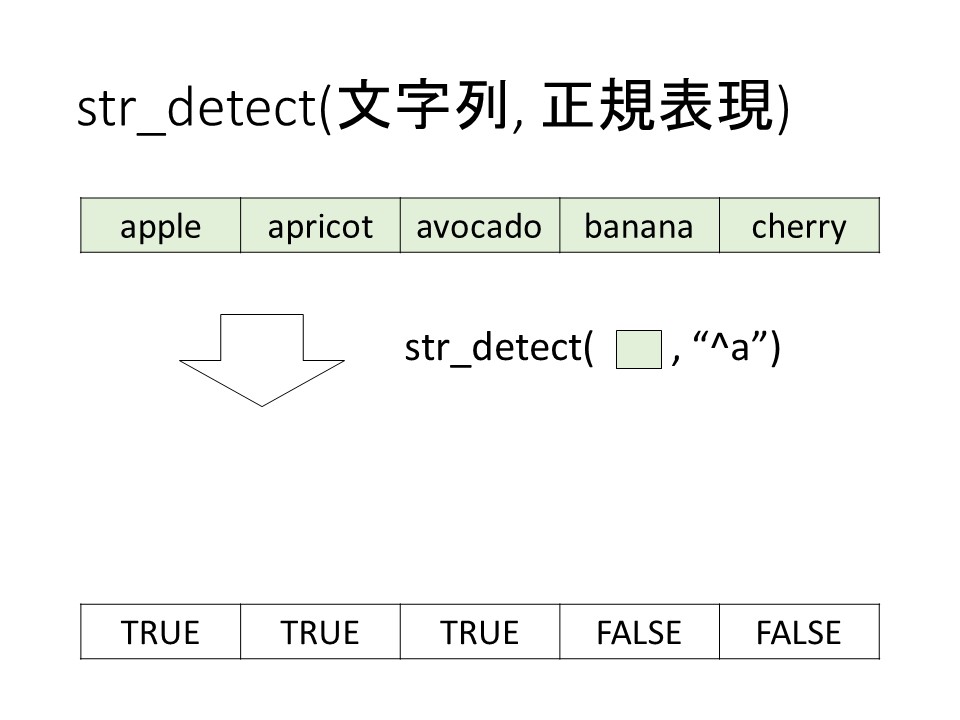 str_detect(文字列, 正規表現)
apple apricot avocado banana cherry
str_detect( , “^a”)
TRUE TRUE TRUE FALSE FALSE